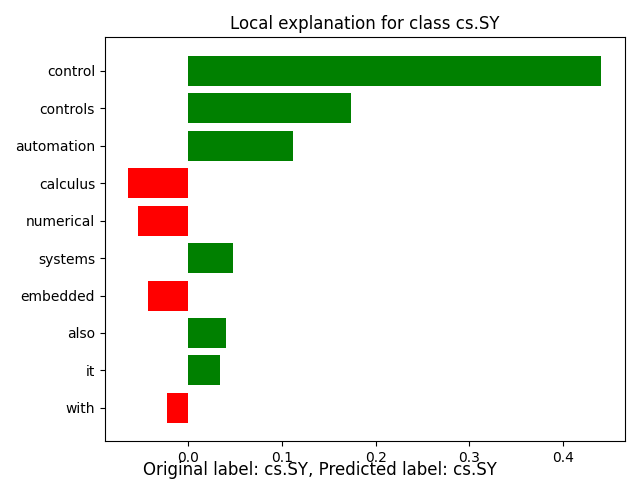 Local explanation for class cs.SY
control
controls
automation
calculus
numerical
systems
embedded
also
it
with
0.0 0.1 0.2 0.3 0.4
Original label: cs.SY, Predicted label: cs.SY